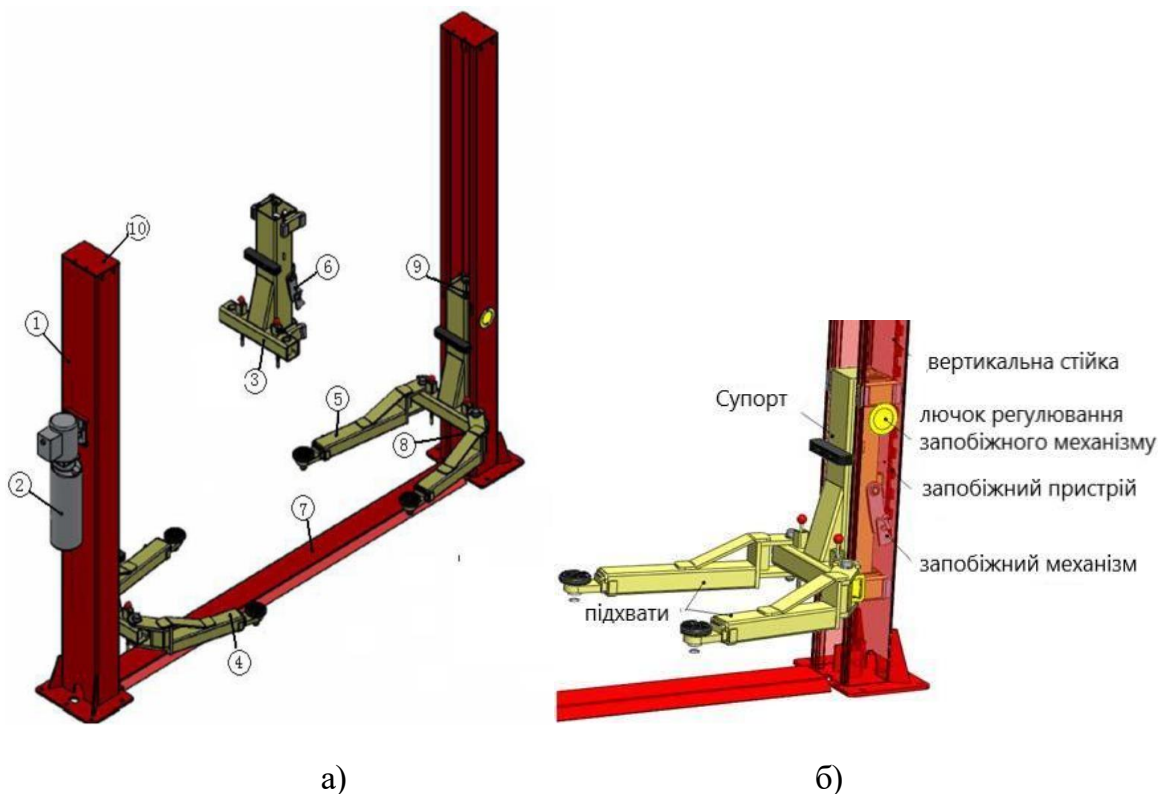 10
1
2
6
3
9
5
8
7
4
вертикальна стійка
Супорт
лючок регулювання
запобіжного механізму
запобіжний пристрій
запобіжний механізм
підхвати
а)
б)